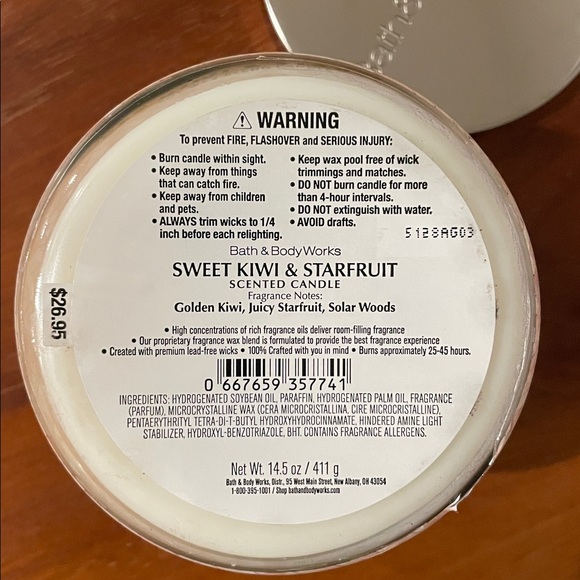 ⚠ WARNING
To prevent FIRE, FLASHOVER and SERIOUS INJURY:
• Burn candle within sight.
• Keep away from things
that can catch fire.
• Keep away from children
and pets.
• ALWAYS trim wicks to 1/4
inch before each relighting.
• Keep wax pool free of wick
trimmings and matches.
• DO NOT burn candle for more
than 4-hour intervals.
• DO NOT extinguish with water.
• AVOID drafts.
5128AG03
Bath & Body Works
SWEET KIWI & STARFRUIT
SCENTED CANDLE
Fragrance Notes:
Golden Kiwi, Juicy Starfruit, Solar Woods
$26.95
• High concentrations of rich fragrance oils deliver room-filling fragrance
• Our proprietary fragrance wax blend is formulated to provide the best fragrance experience
• Created with premium lead-free wicks • 100% Crafted with you in mind • Burns approximately 25-45 hours.
0 667659 357741
INGREDIENTS: HYDROGENATED SOYBEAN OIL, PARAFFIN, HYDROGENATED PALM OIL, FRAGRANCE
(PARFUM), MICROCRYSTALLINE WAX (CERA MICROCRISTALLINA, CIRE MICROCRISTALLINE),
PENTAERYTHRITYL TETRA-DI-T-BUTYL HYDROXYHYDROCINNAMATE, HINDERED AMINE LIGHT
STABILIZER, HYDROXYL-BENZOTRIAZOLE, BHT. CONTAINS FRAGRANCE ALLERGENS.
Net Wt. 14.5 oz / 411 g
Bath & Body Works, Distr., 95 West Main Street, New Albany, OH 43054
1-800-395-1001 / Shop bathandbodyworks.com